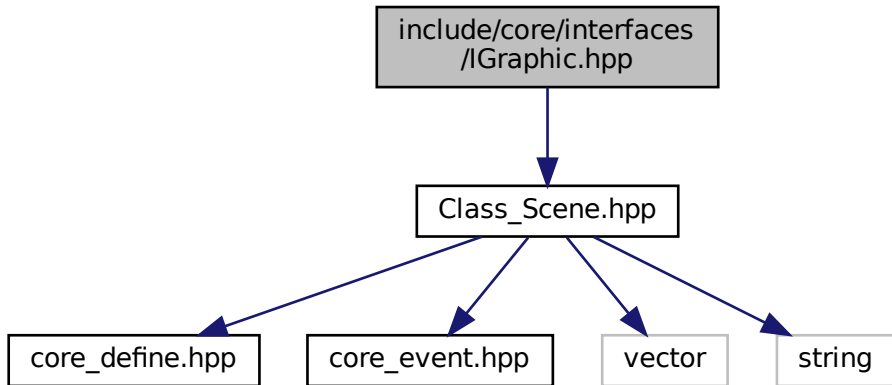 include/core/interfaces
/IGraphic.hpp
Class_Scene.hpp
core_define.hpp
core_event.hpp
vector
string